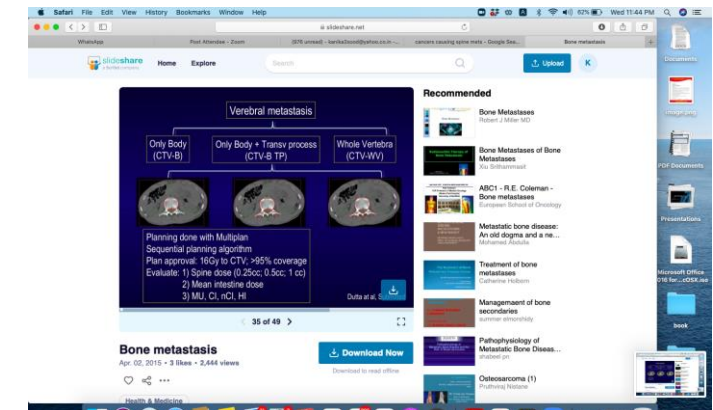 Safari File Edit View History Bookmarks Window Help
62% Wed 11:44 PM
slideshare.net
WhatsApp
Post Attendee - Zoom
cancers causing spine mets - Google Sea...
Bone metastasis
slideshare
Home Explore
Search
Upload
K
Verebral metastasis
Only Body
(CTV-B)
Only Body + Transv process
(CTV-B TP)
Whole Vertebra
(CTV-WV)
Planning done with Multiplan
Sequential planning algorithm
Plan approval: 16Gy to CTV; >95% coverage
Evaluate: 1) Spine dose (0.25cc; 0.5cc; 1 cc)
2) Mean intestine dose
3) MU, CI, nCI, HI
Dutta et al,
35 of 49
Bone metastasis
Apr. 02, 2015 • 3 likes • 2,444 views
Download Now
Download to read offline
Health & Medicine
Recommended
Bone Metastases
Robert J Miller MD
Bone Metastases of Bone
Metastases
Xiu Srithammasit
ABC1 - R.E. Coleman -
Bone metastases
European School of Oncology
Metastatic bone disease:
An old dogma and a ne...
Mohamed Abdulla
Treatment of bone
metastases
Catherine Holborn
Managemaent of bone
secondaries
summer elmorshidy
Pathophysiology of
Metastatic Bone Diseas...
shabeel pn
Osteosarcoma (1)
Pruthviraj Nistane
Documents
PDF Documents
Presentations
Microsoft Office
book